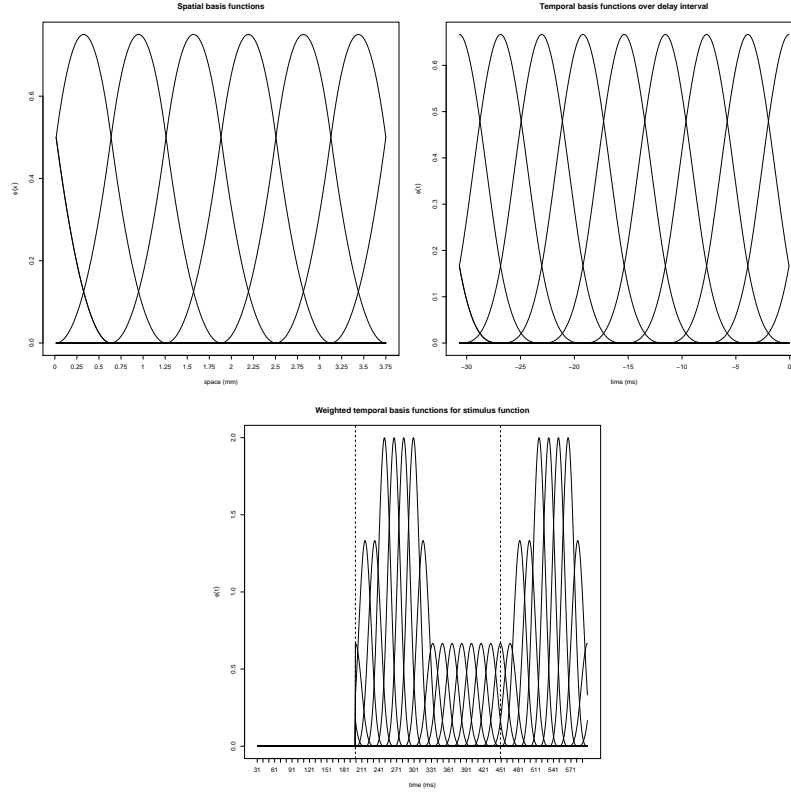 Spatial basis functions
0.6
0.4
0.2
0.0
ϕ(x)
0 0.25 0.5 0.75 1 1.25 1.5 1.75 2 2.25 2.5 2.75 3 3.25 3.5 3.75
space (mm)
Temporal basis functions over delay interval
0.6
0.5
0.4
0.3
0.2
0.1
0.0
ϕ(τ)
−30 −25 −20 −15 −10 −5 0
time (ms)
Weighted temporal basis functions for stimulus function
2.0
1.5
1.0
0.5
0.0
ϕ(τ)
31 61 91 121 151 181 211 241 271 301 331 361 391 421 451 481 511 541 571
time (ms)